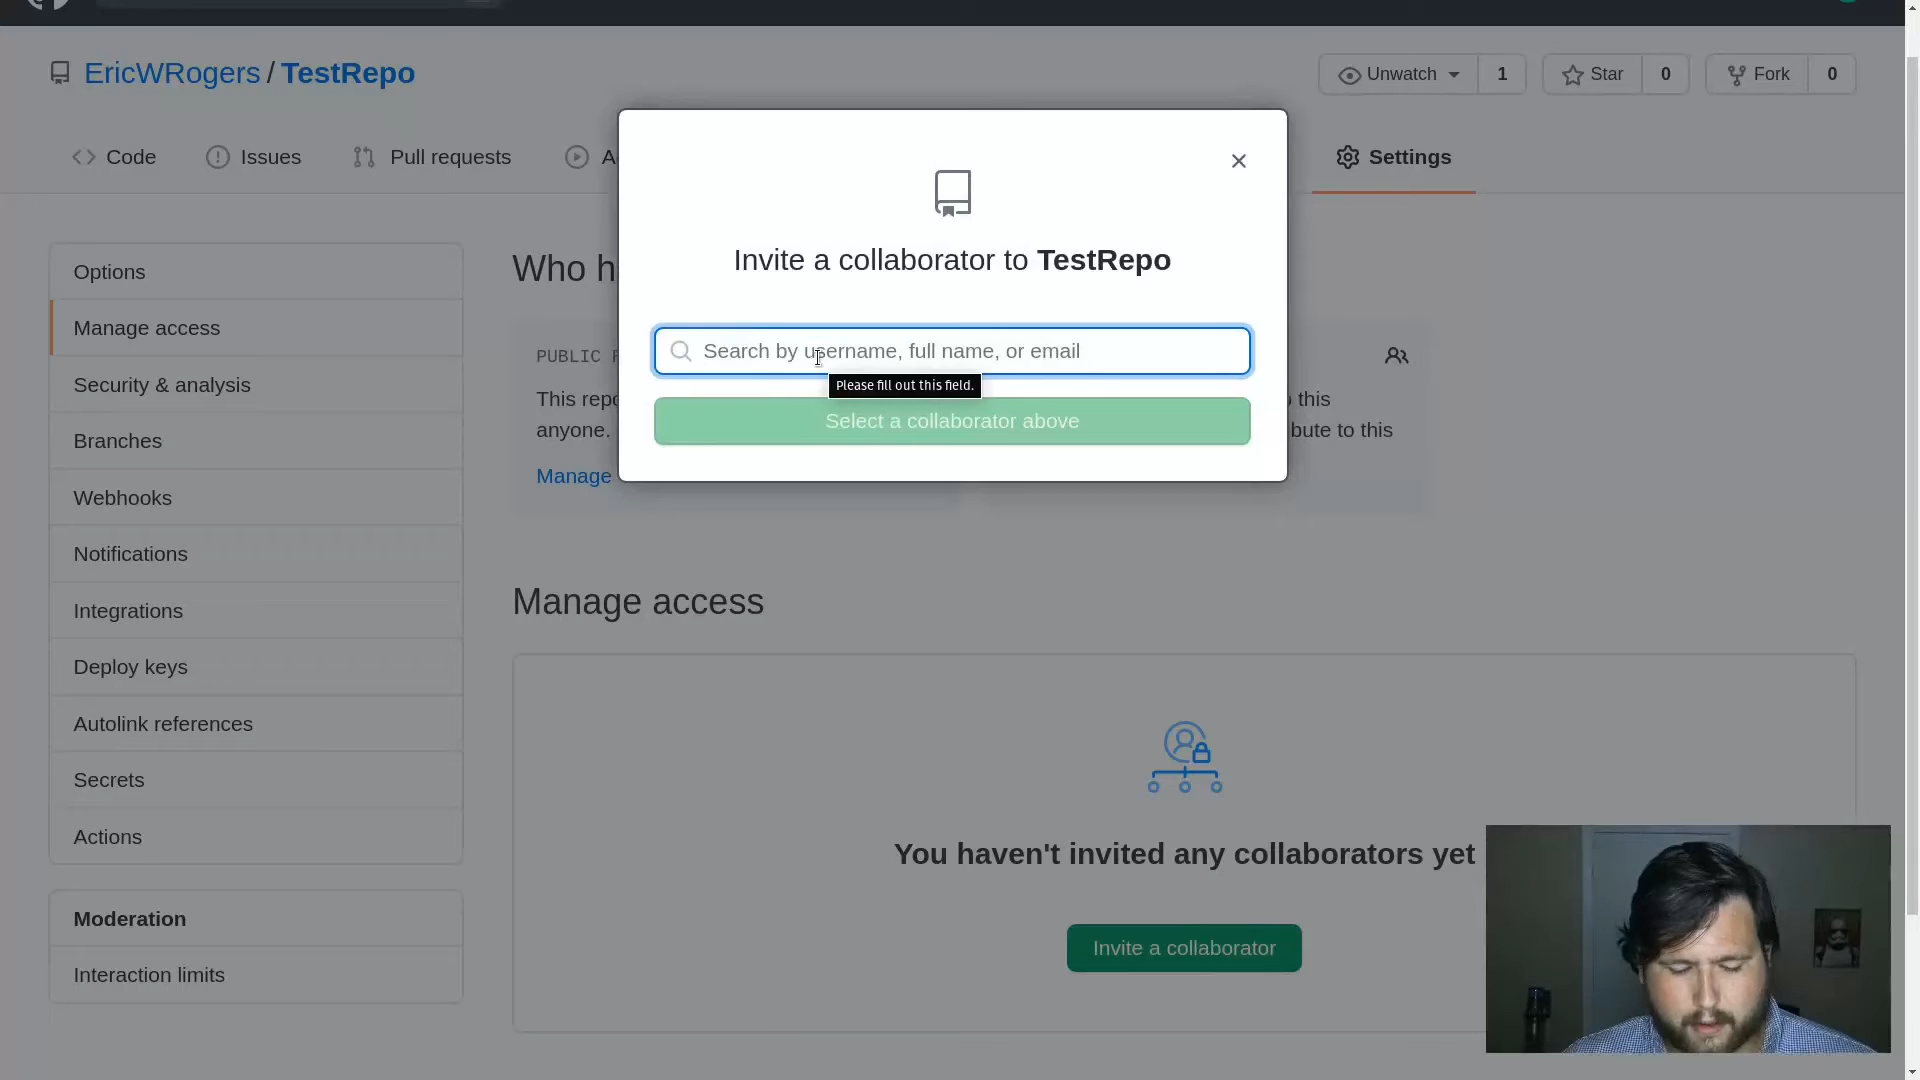 EricWRogers / TestRepo
Unwatch 1 Star 0 Fork 0
Code Issues Pull requests Settings
Invite a collaborator to TestRepo
Search by username, full name, or email
Please fill out this field.
Select a collaborator above
Options
Manage access
Security & analysis
Branches
Webhooks
Notifications
Integrations
Deploy keys
Autolink references
Secrets
Actions
Moderation
Interaction limits
Who h
PUBLIC
This repo
anyone.
Manage
this
bute to this
Manage access
You haven't invited any collaborators yet
Invite a collaborator